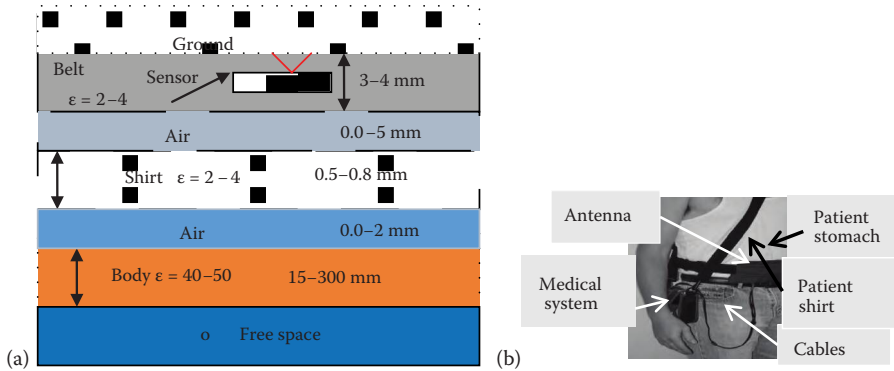 Ground
Belt
Sensor
3–4 mm
ε = 2–4
Air
0.0–5 mm
Shirt ε = 2–4
0.5–0.8 mm
Air
0.0–2 mm
Body ε = 40–50
15–300 mm
o Free space
(a)
Antenna
Patient
stomach
Medical
system
Patient
shirt
Cables
(b)